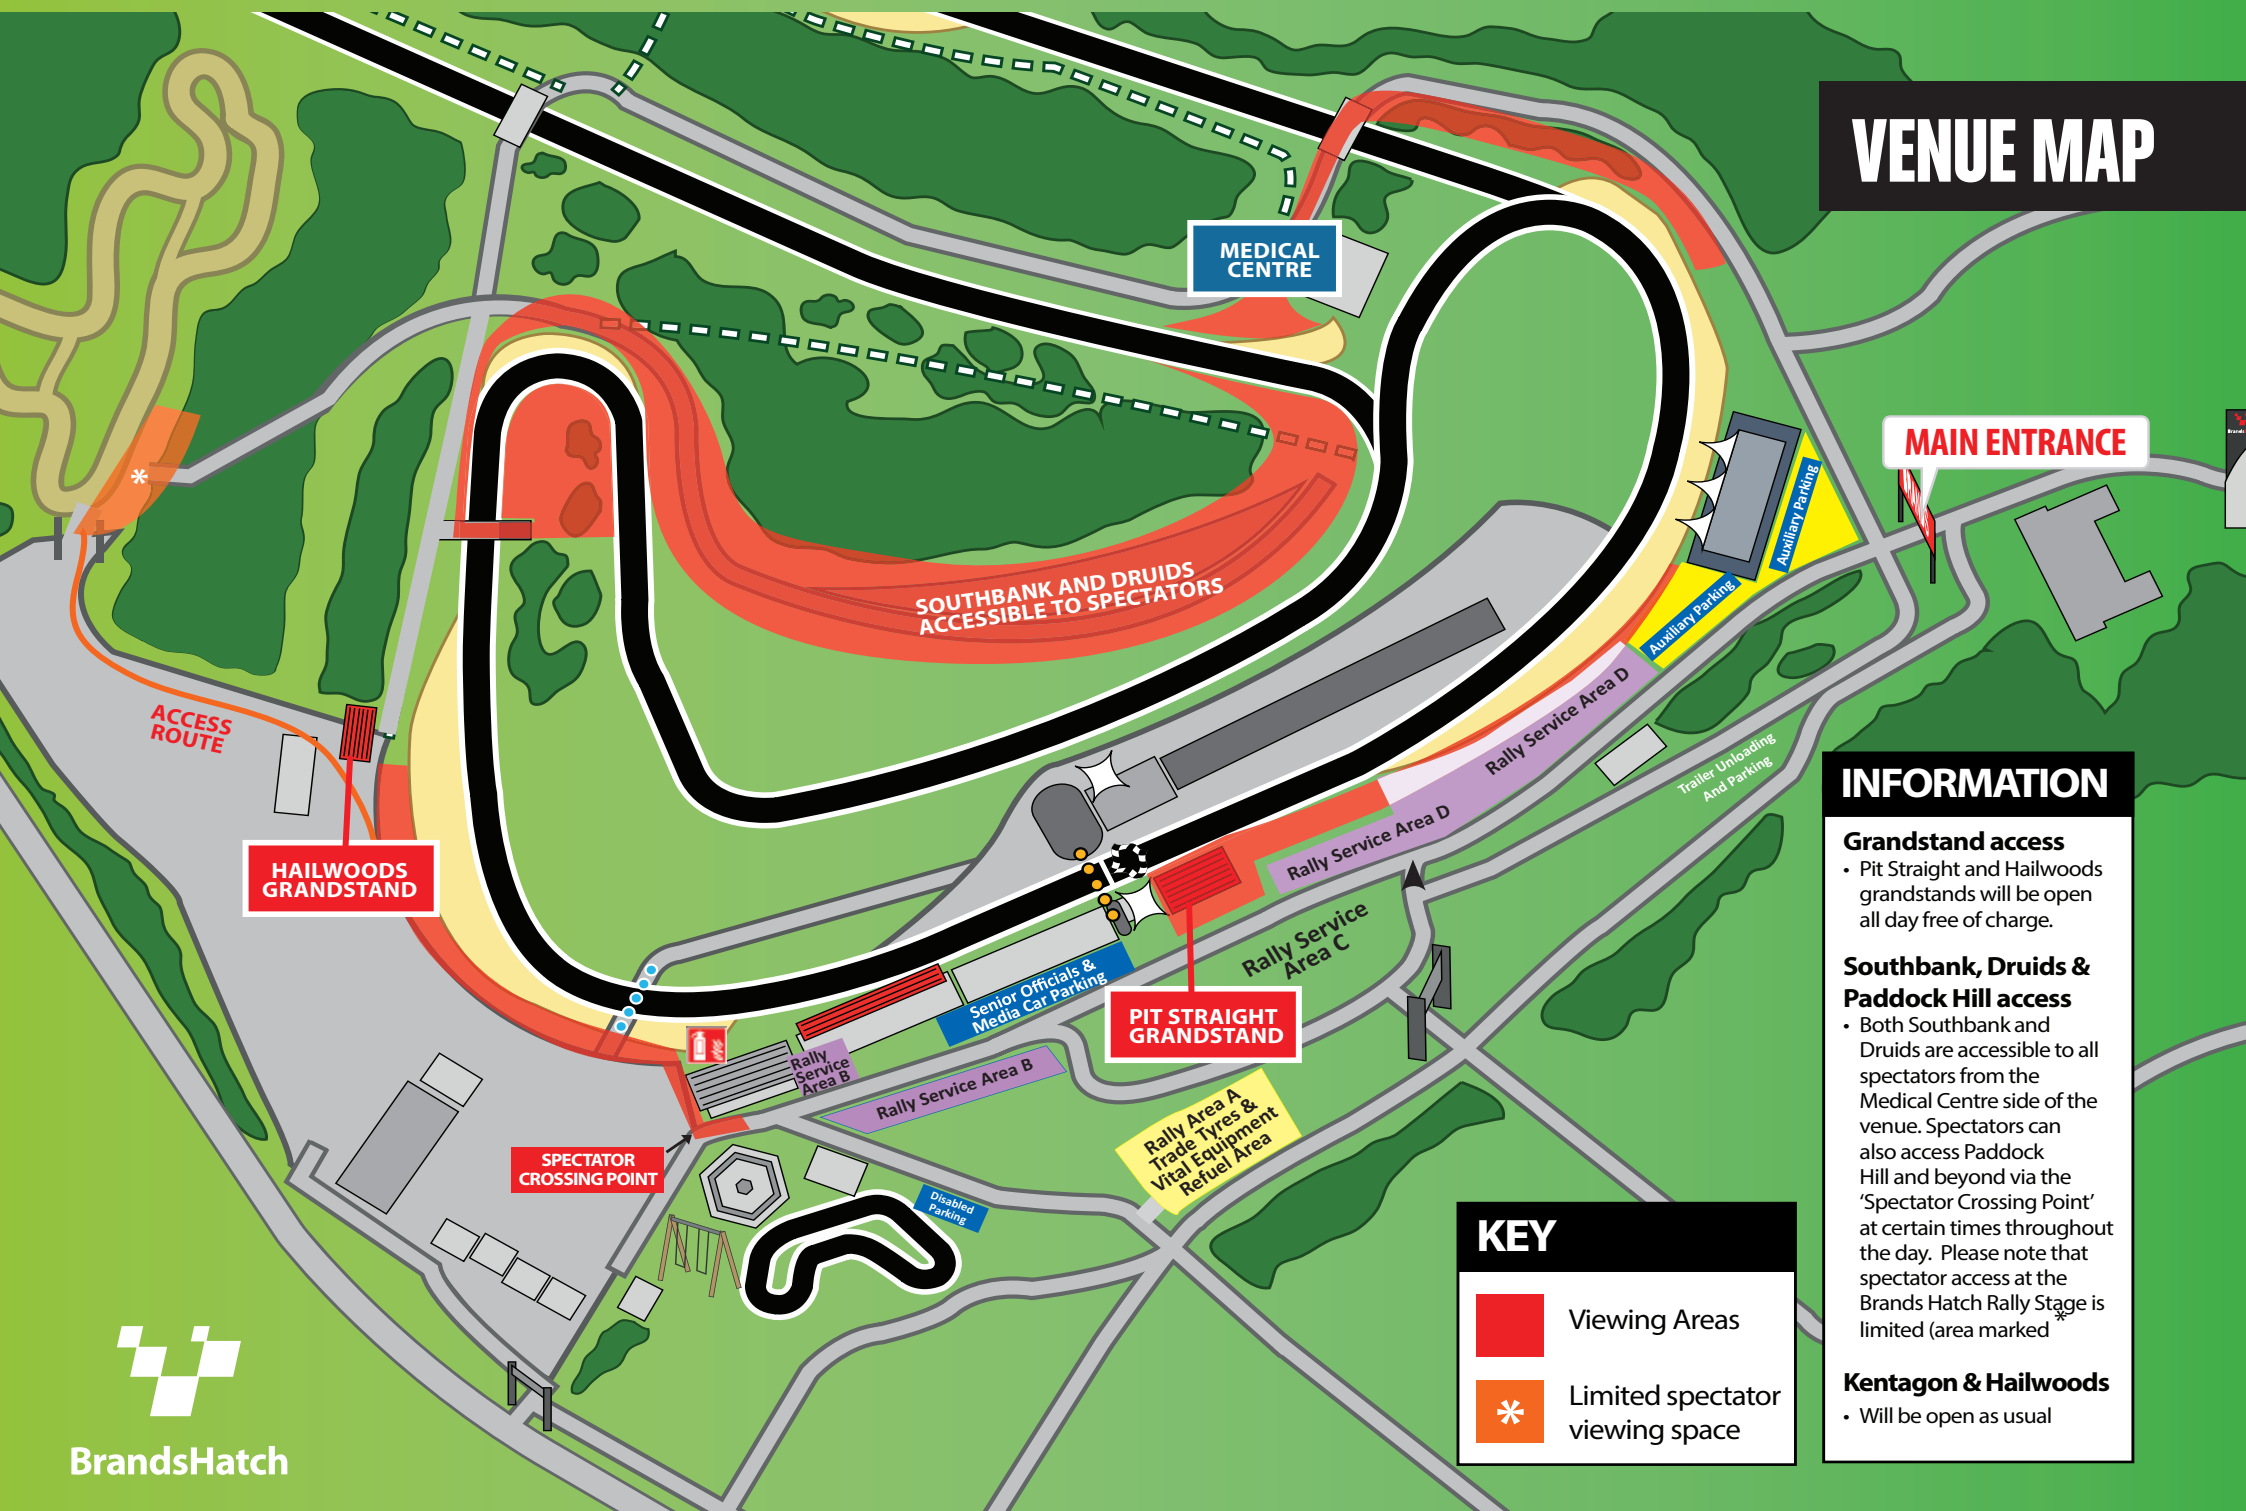 VENUE MAP
MEDICAL
CENTRE
MAIN ENTRANCE
Auxiliary Parking
Auxiliary Parking
SOUTHBANK AND DRUIDS
ACCESSIBLE TO SPECTATORS
*
ACCESS
ROUTE
HAILWOODS
GRANDSTAND
Rally Service Area D
Rally Service Area D
Trailer Unloading
And Parking
Rally Service
Area C
Senior Officials &
Media Car Parking
PIT STRAIGHT
GRANDSTAND
Rally
Service
Area B
Rally Service Area B
Rally Area A
Trade Tyres &
Vital Equipment
Refuel Area
SPECTATOR
CROSSING POINT
Disabled
Parking
BrandsHatch
KEY
Viewing Areas
* Limited spectator
viewing space
INFORMATION
Grandstand access
• Pit Straight and Hailwoods
grandstands will be open
all day free of charge.
Southbank, Druids &
Paddock Hill access
• Both Southbank and
Druids are accessible to all
spectators from the
Medical Centre side of the
venue. Spectators can
also access Paddock
Hill and beyond via the
‘Spectator Crossing Point’
at certain times throughout
the day. Please note that
spectator access at the
Brands Hatch Rally Stage is
limited (area marked *
Kentagon & Hailwoods
• Will be open as usual